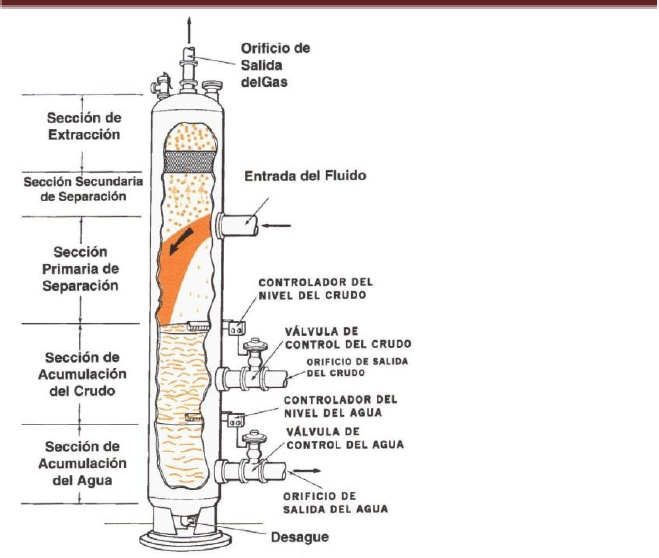 Orificio de
Salida
delGas
Sección de
Extracción
Sección Secundaria
de Separación
Entrada del Fluido
Sección
Primaria de
Separación
CONTROLADOR DEL
NIVEL DEL CRUDO
VÁLVULA DE
CONTROL DEL CRUDO
ORIFICIO DE SALIDA
DEL CRUDO
Sección de
Acumulación
del Crudo
CONTROLADOR DEL
NIVEL DEL AGUA
VÁLVULA DE
CONTROL DEL AGUA
Sección de
Acumulación
del Agua
ORIFICIO DE
SALIDA DEL AGUA
Desague